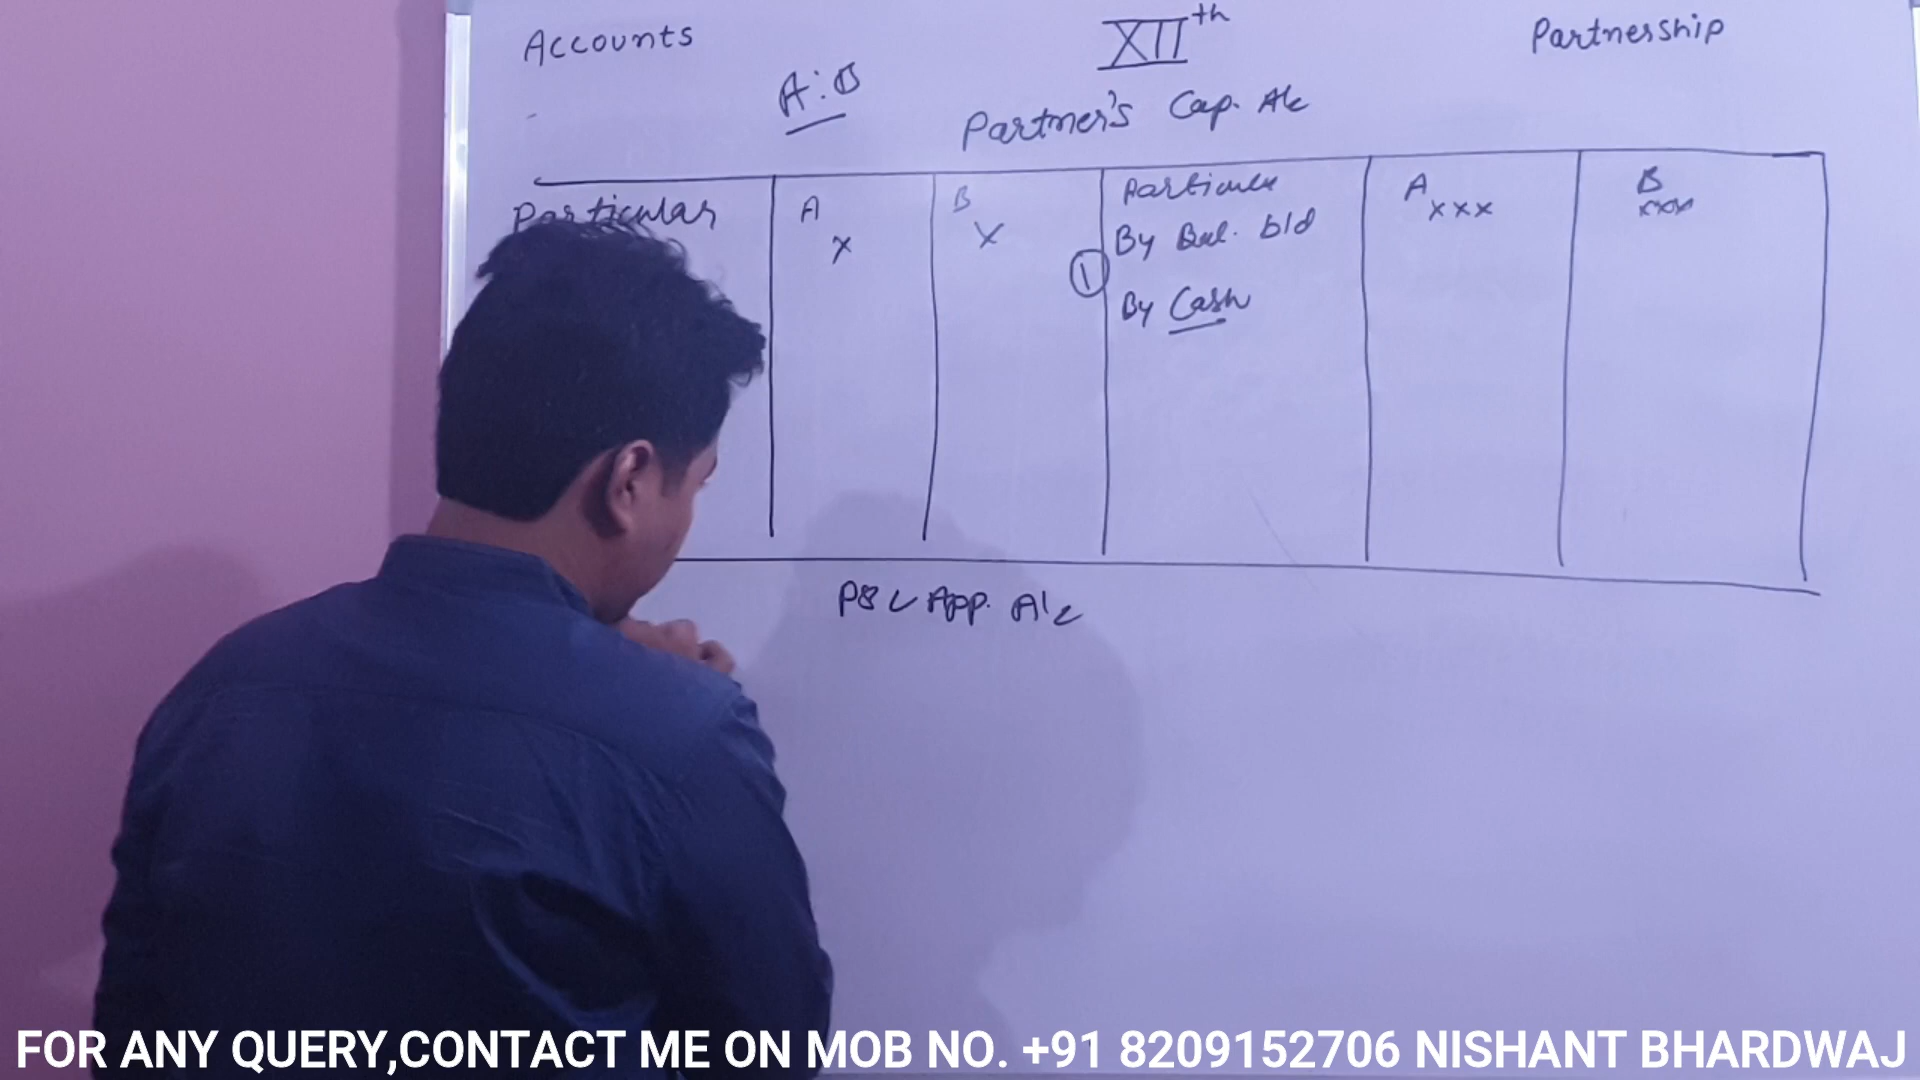 Accounts
XIIth
Partnership
A:B
Partner's Cap. A/c
Particular A B Particular A B
X X By Bal. b/d XXX XXX
1
By Cash
P&L App. A/c
FOR ANY QUERY,CONTACT ME ON MOB NO. +91 8209152706 NISHANT BHARDWAJ